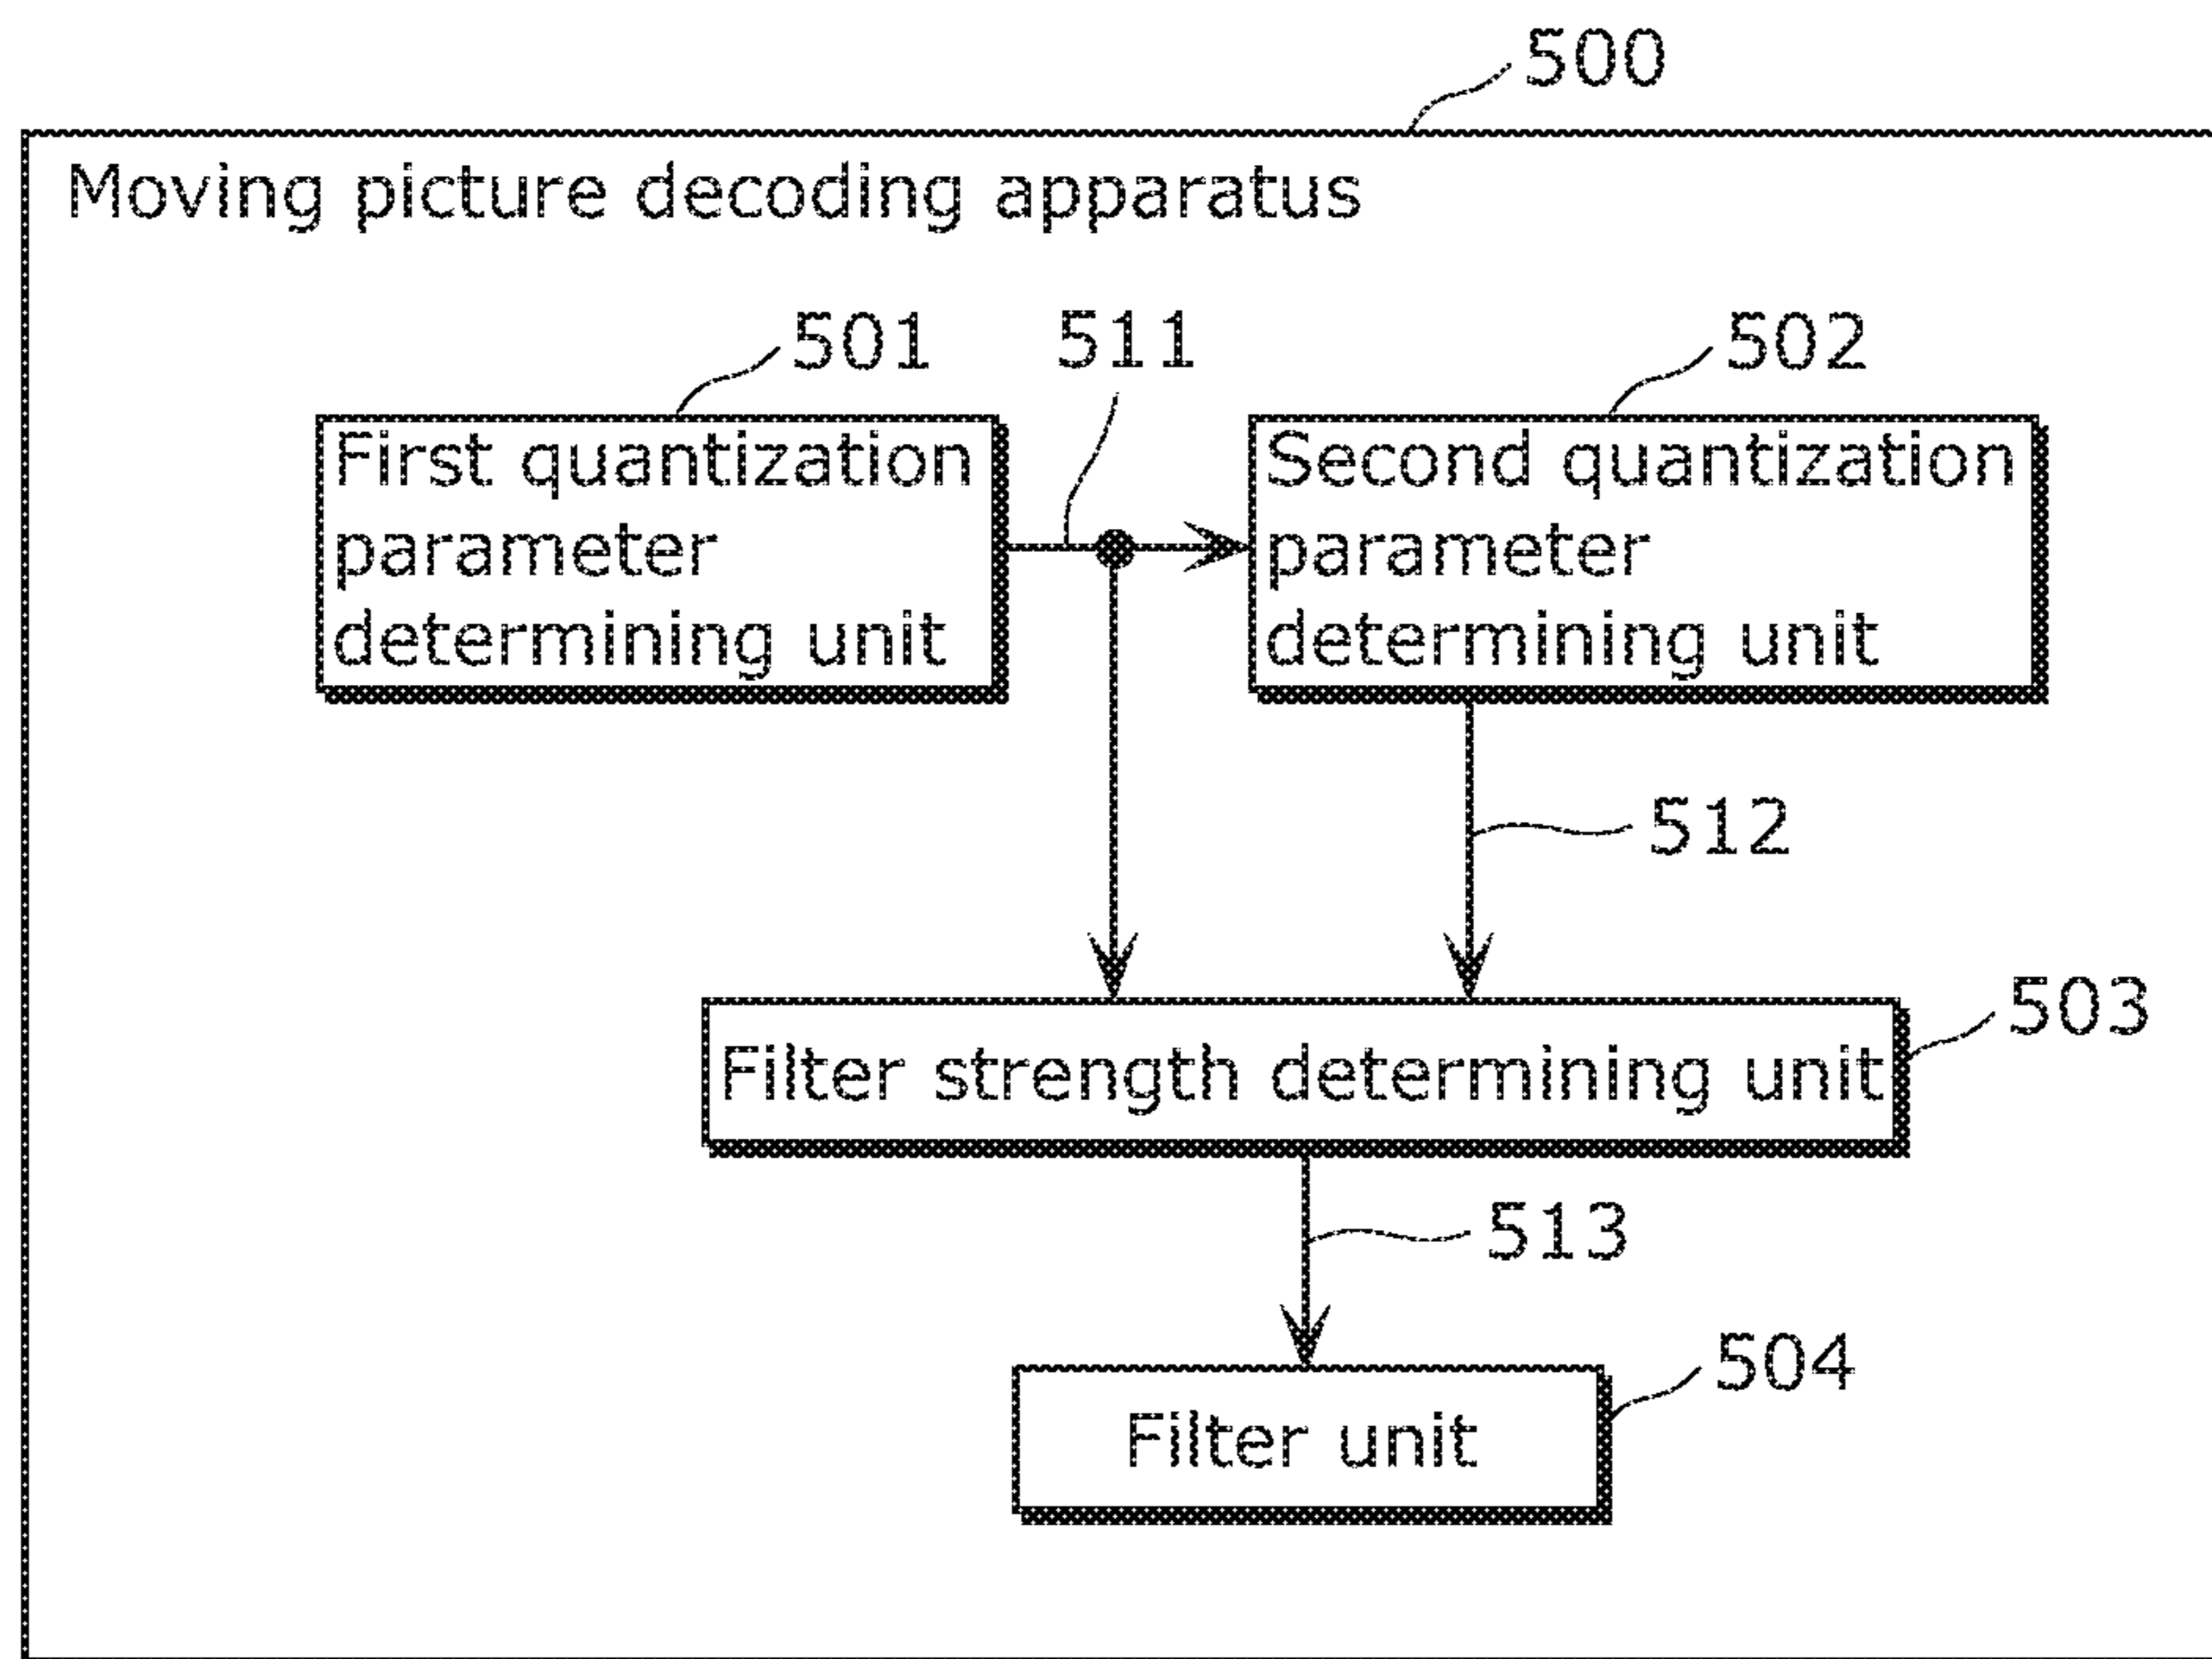 500
Moving picture decoding apparatus
501
511
502
First quantization
parameter
determining unit
Second quantization
parameter
determining unit
512
503
Filter strength determining unit
513
504
Filter unit